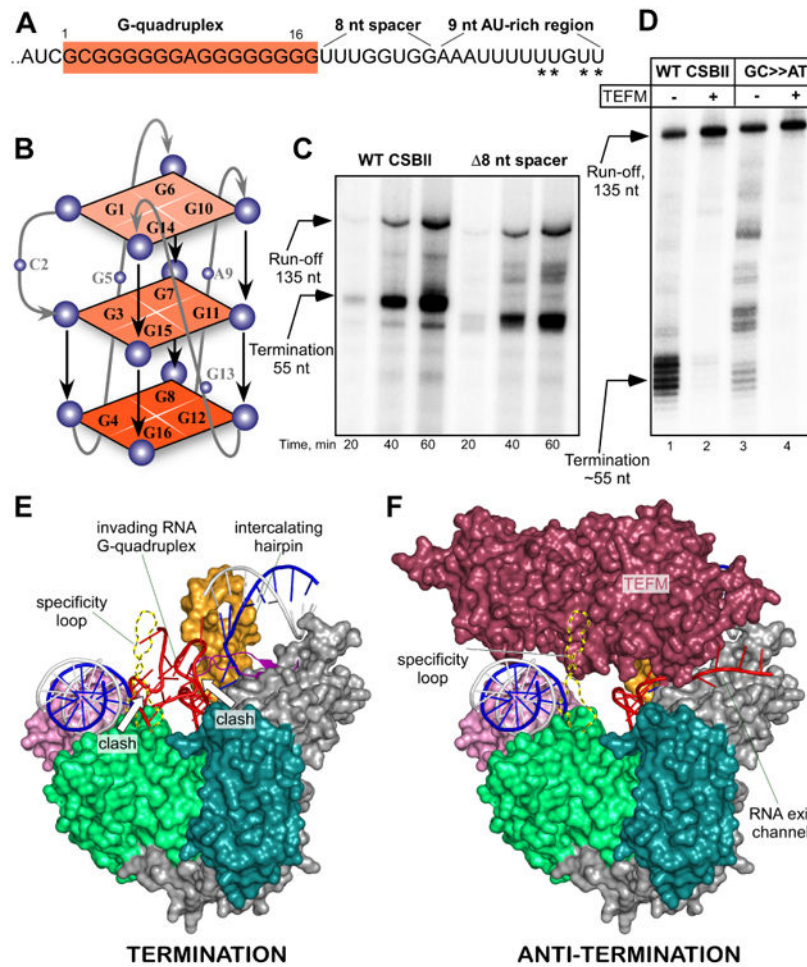 A
G-quadruplex
8 nt spacer
9 nt AU-rich region
1
16
..AUCGCGGGGGGAGGGGGGGGUUUGGUGGAAAUUUUUUUGUU
** **
B
G6
G1
G10
G14
C2
G5
A9
G7
G3
G11
G15
G13
G8
G4
G12
G16
C
WT CSBII
Δ8 nt spacer
Run-off
135 nt
Termination
55 nt
Time, min
20 40 60 20 40 60
D
WT CSBII GC>>AT
TEFM - + - +
Run-off,
135 nt
Termination
~55 nt
1 2 3 4
E
invading RNA
G-quadruplex
intercalating
hairpin
specificity
loop
clash
clash
TERMINATION
F
TEFM
specificity
loop
RNA exi
channel
ANTI-TERMINATION